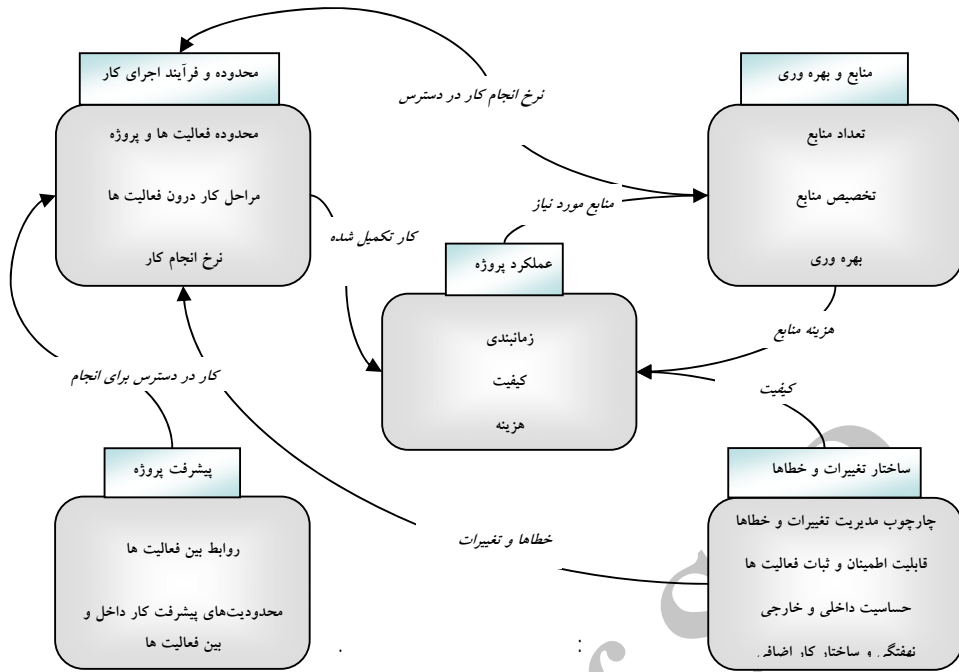 محدوده و فرآیند اجرای کار
محدوده فعالیت ها و پروژه
مراحل کار درون فعالیت ها
نرخ انجام کار
نرخ انجام کار در دسترس
منابع و بهره وری
تعداد منابع
تخصیص منابع
بهره وری
منابع مورد نیاز
کار تکمیل شده
عملکرد پروژه
زمانبندی
کیفیت
هزینه
هزینه منابع
کیفیت
کار در دسترس برای انجام
پیشرفت پروژه
روابط بین فعالیت ها
محدودیت‌های پیشرفت کار داخل و
بین فعالیت ها
خطاها و تغییرات
ساختار تغییرات و خطاها
چارچوب مدیریت تغییرات و خطاها
قابلیت اطمینان و ثبات فعالیت ها
حساسیت داخلی و خارجی
نهفتگی و ساختار کار اضافی